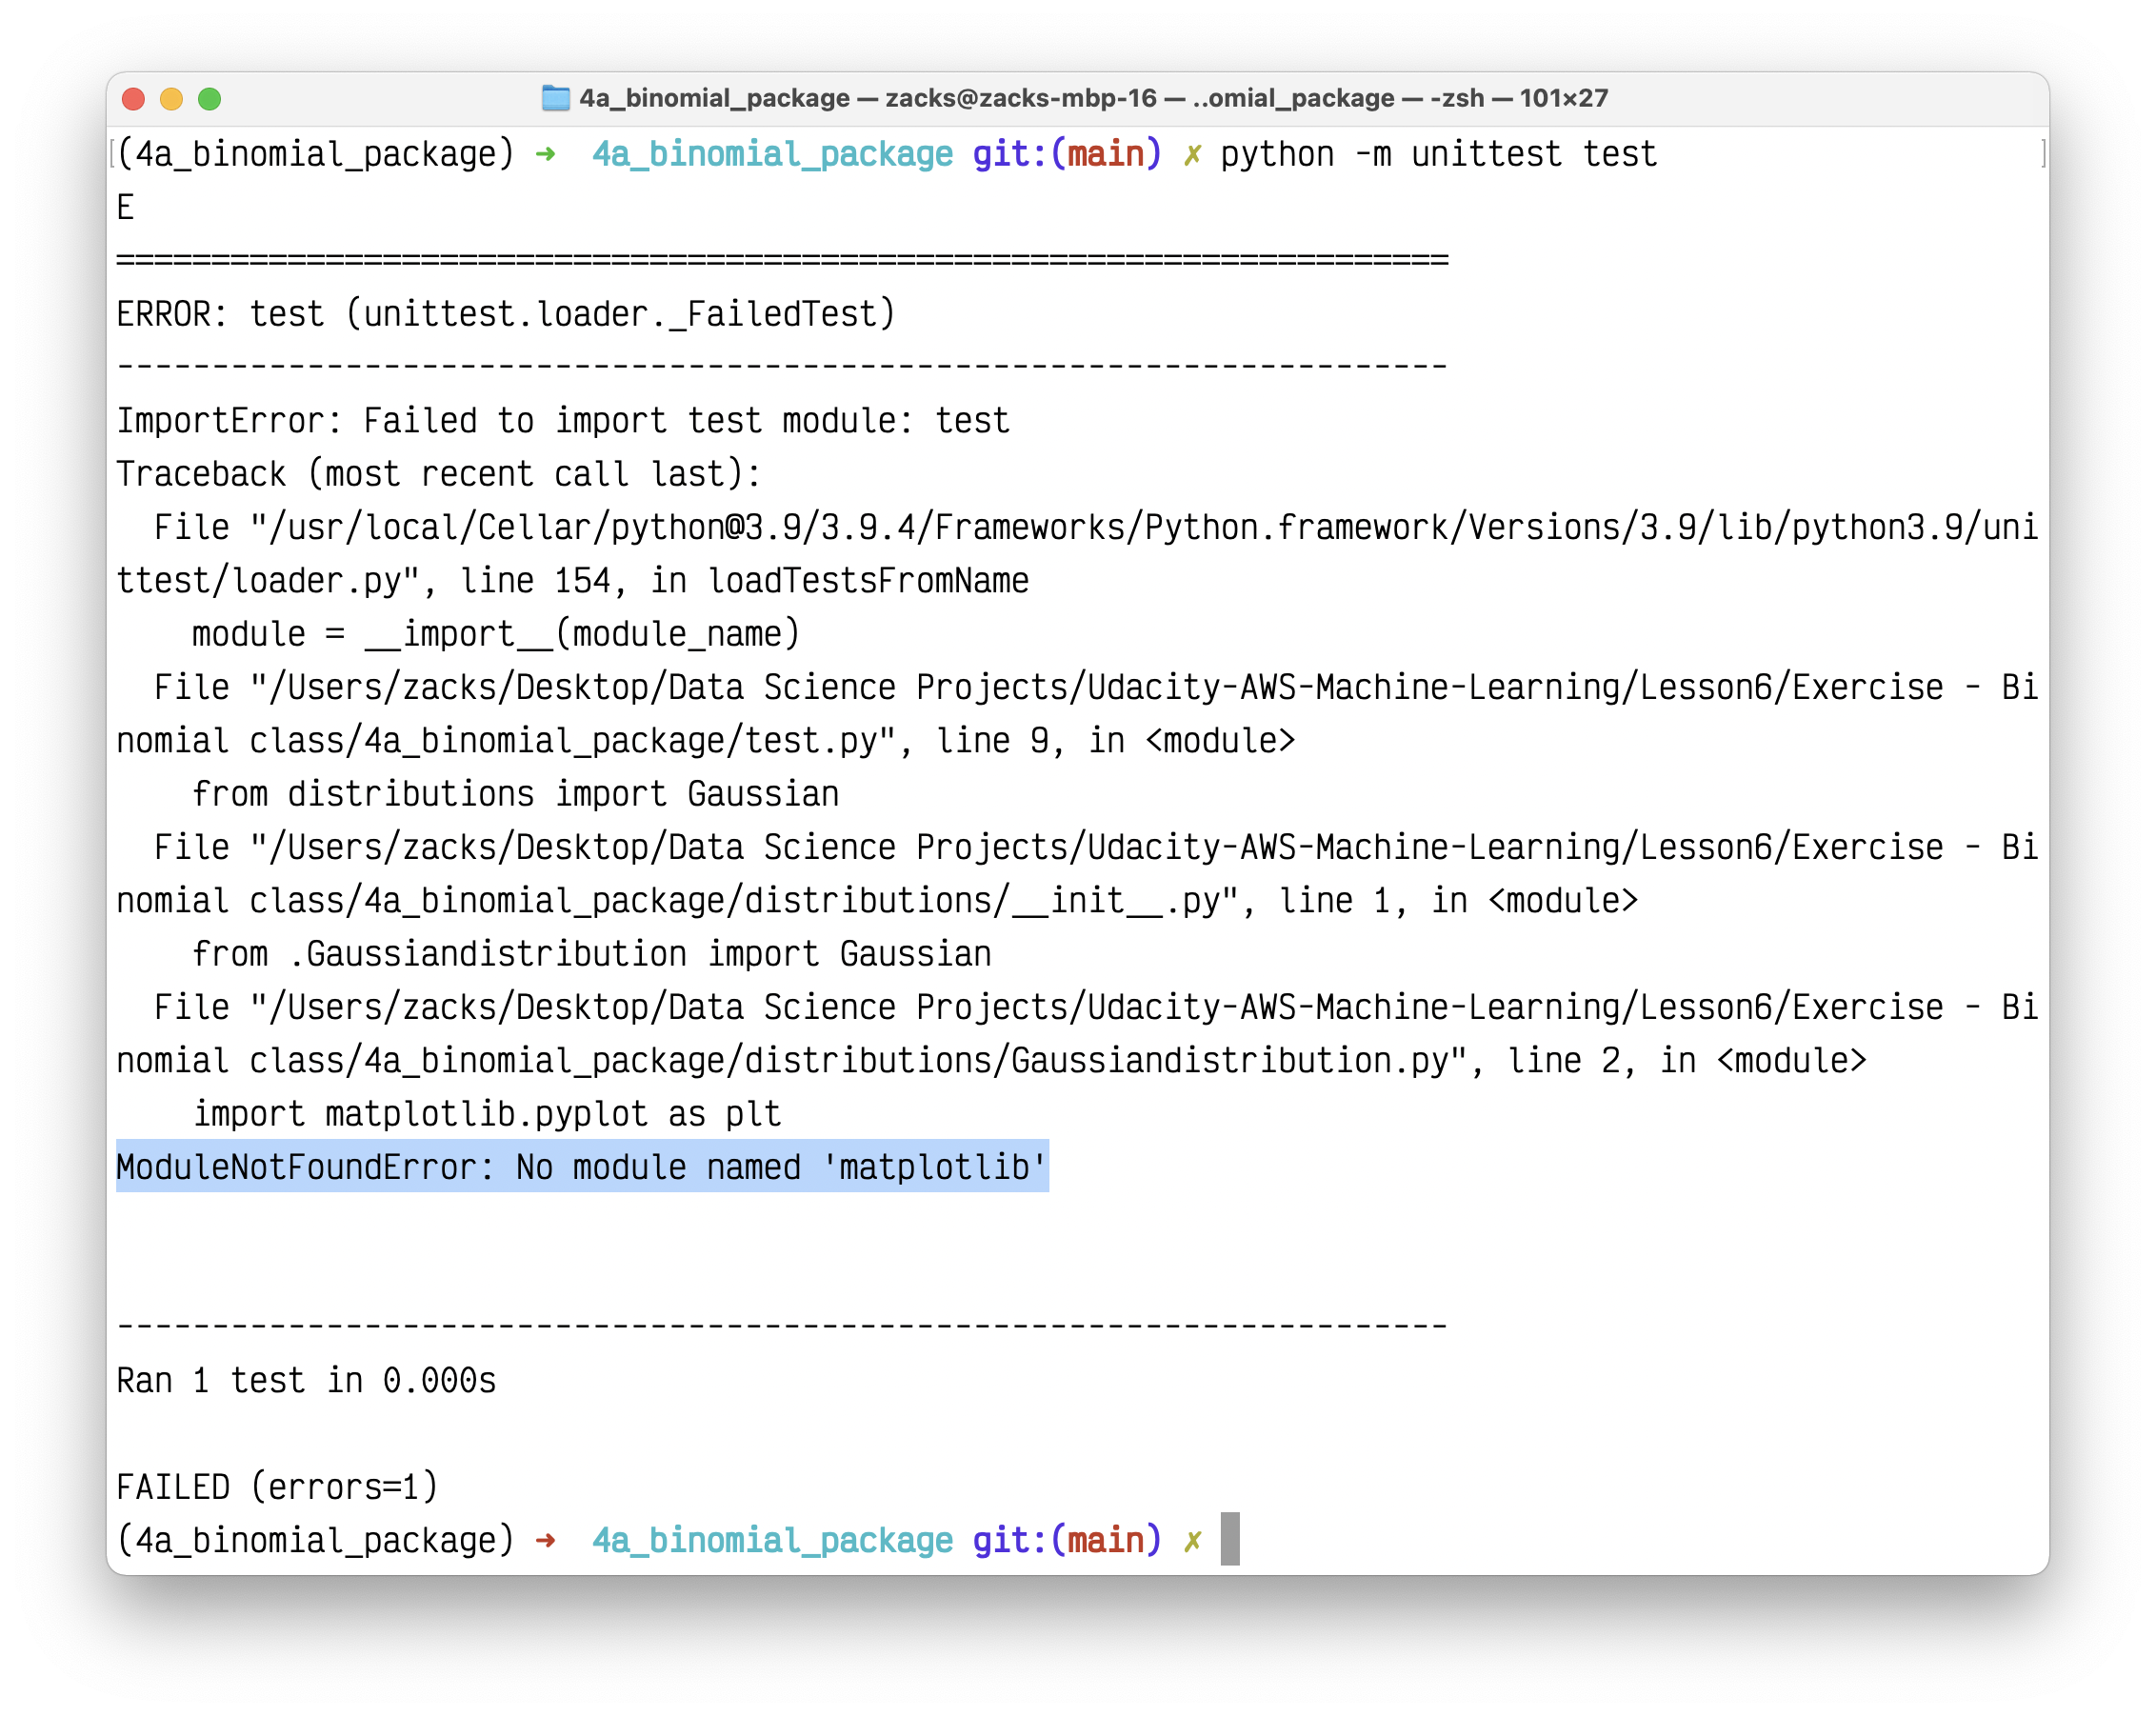 4a_binomial_package — zacks@zacks-mbp-16 — ..omial_package — -zsh — 101×27
[(4a_binomial_package) ➜  4a_binomial_package git:(main) ✗ python -m unittest test ]
E
======================================================================
ERROR: test (unittest.loader._FailedTest)
----------------------------------------------------------------------
ImportError: Failed to import test module: test
Traceback (most recent call last):
  File "/usr/local/Cellar/python@3.9/3.9.4/Frameworks/Python.framework/Versions/3.9/lib/python3.9/uni
ttest/loader.py", line 154, in loadTestsFromName
    module = __import__(module_name)
  File "/Users/zacks/Desktop/Data Science Projects/Udacity-AWS-Machine-Learning/Lesson6/Exercise - Bi
nomial class/4a_binomial_package/test.py", line 9, in <module>
    from distributions import Gaussian
  File "/Users/zacks/Desktop/Data Science Projects/Udacity-AWS-Machine-Learning/Lesson6/Exercise - Bi
nomial class/4a_binomial_package/distributions/__init__.py", line 1, in <module>
    from .Gaussiandistribution import Gaussian
  File "/Users/zacks/Desktop/Data Science Projects/Udacity-AWS-Machine-Learning/Lesson6/Exercise - Bi
nomial class/4a_binomial_package/distributions/Gaussiandistribution.py", line 2, in <module>
    import matplotlib.pyplot as plt
ModuleNotFoundError: No module named 'matplotlib'
----------------------------------------------------------------------
Ran 1 test in 0.000s
FAILED (errors=1)
(4a_binomial_package) ➜  4a_binomial_package git:(main) ✗